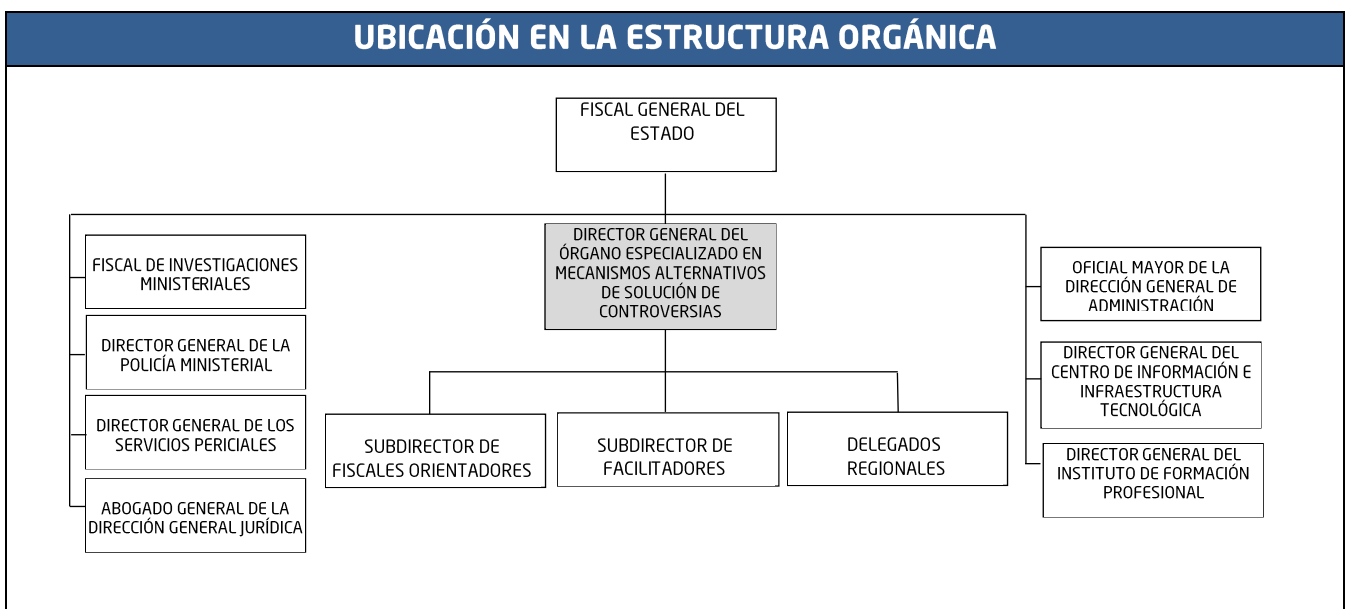 UBICACIÓN EN LA ESTRUCTURA ORGÁNICA
FISCAL GENERAL DEL
ESTADO
FISCAL DE INVESTIGACIONES
MINISTERIALES
DIRECTOR GENERAL DE LA
POLICÍA MINISTERIAL
DIRECTOR GENERAL DE LOS
SERVICIOS PERICIALES
ABOGADO GENERAL DE LA
DIRECCIÓN GENERAL JURÍDICA
DIRECTOR GENERAL DEL
ÓRGANO ESPECIALIZADO EN
MECANISMOS ALTERNATIVOS
DE SOLUCIÓN DE
CONTROVERSIAS
SUBDIRECTOR DE
FISCALES ORIENTADORES
SUBDIRECTOR DE
FACILITADORES
DELEGADOS
REGIONALES
OFICIAL MAYOR DE LA
DIRECCIÓN GENERAL DE
ADMINISTRACIÓN
DIRECTOR GENERAL DEL
CENTRO DE INFORMACIÓN E
INFRAESTRUCTURA
TECNOLÓGICA
DIRECTOR GENERAL DEL
INSTITUTO DE FORMACIÓN
PROFESIONAL